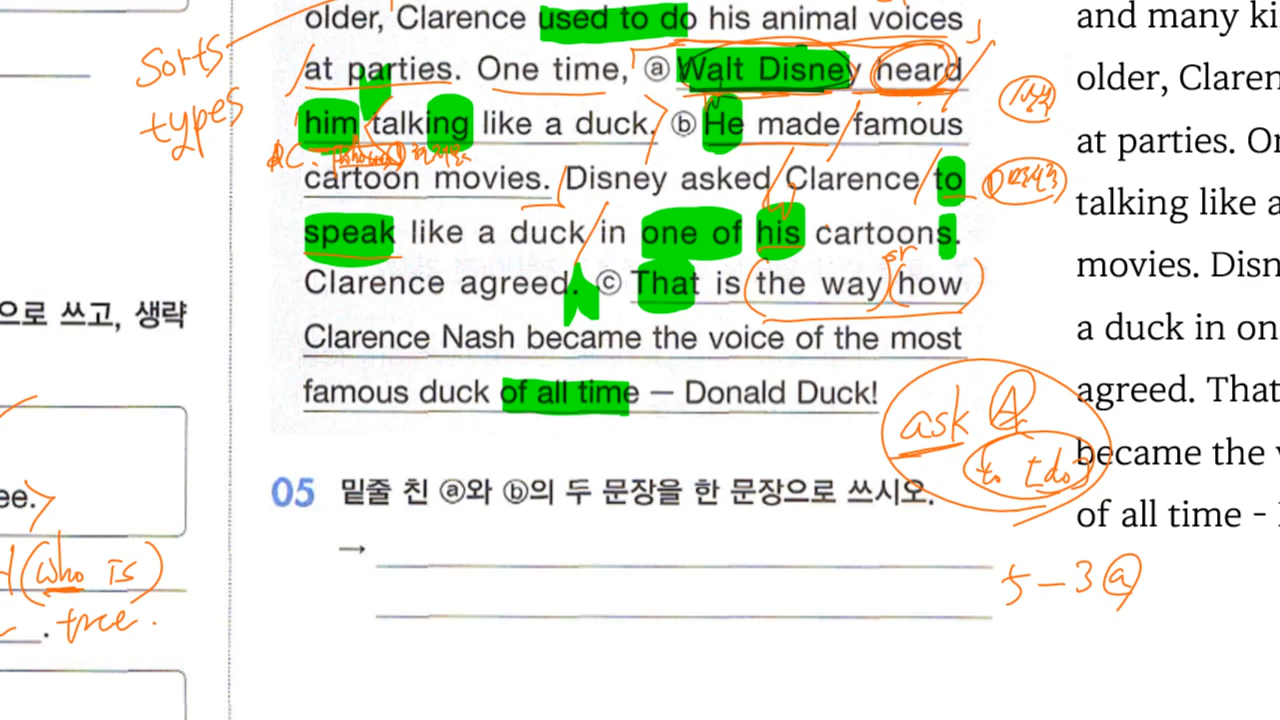 older, Clarence used to do his animal voices
at parties. One time, ⓐ Walt Disney heard
him talking like a duck. ⓑ He made famous
cartoon movies. Disney asked Clarence to
speak like a duck in one of his cartoons.
Clarence agreed. ⓒ That is the way how
or
Clarence Nash became the voice of the most
famous duck of all time — Donald Duck!
05 밑줄 친 ⓐ와 ⓑ의 두 문장을 한 문장으로 쓰시오.
→
sorts
types
ask A
to [do]
5-3ⓐ
으로 쓰고, 생략
ee.
(who is)
tree.
and many ki
older, Claren
at parties. On
talking like a
movies. Disn
a duck in on
agreed. That
became the v
of all time -